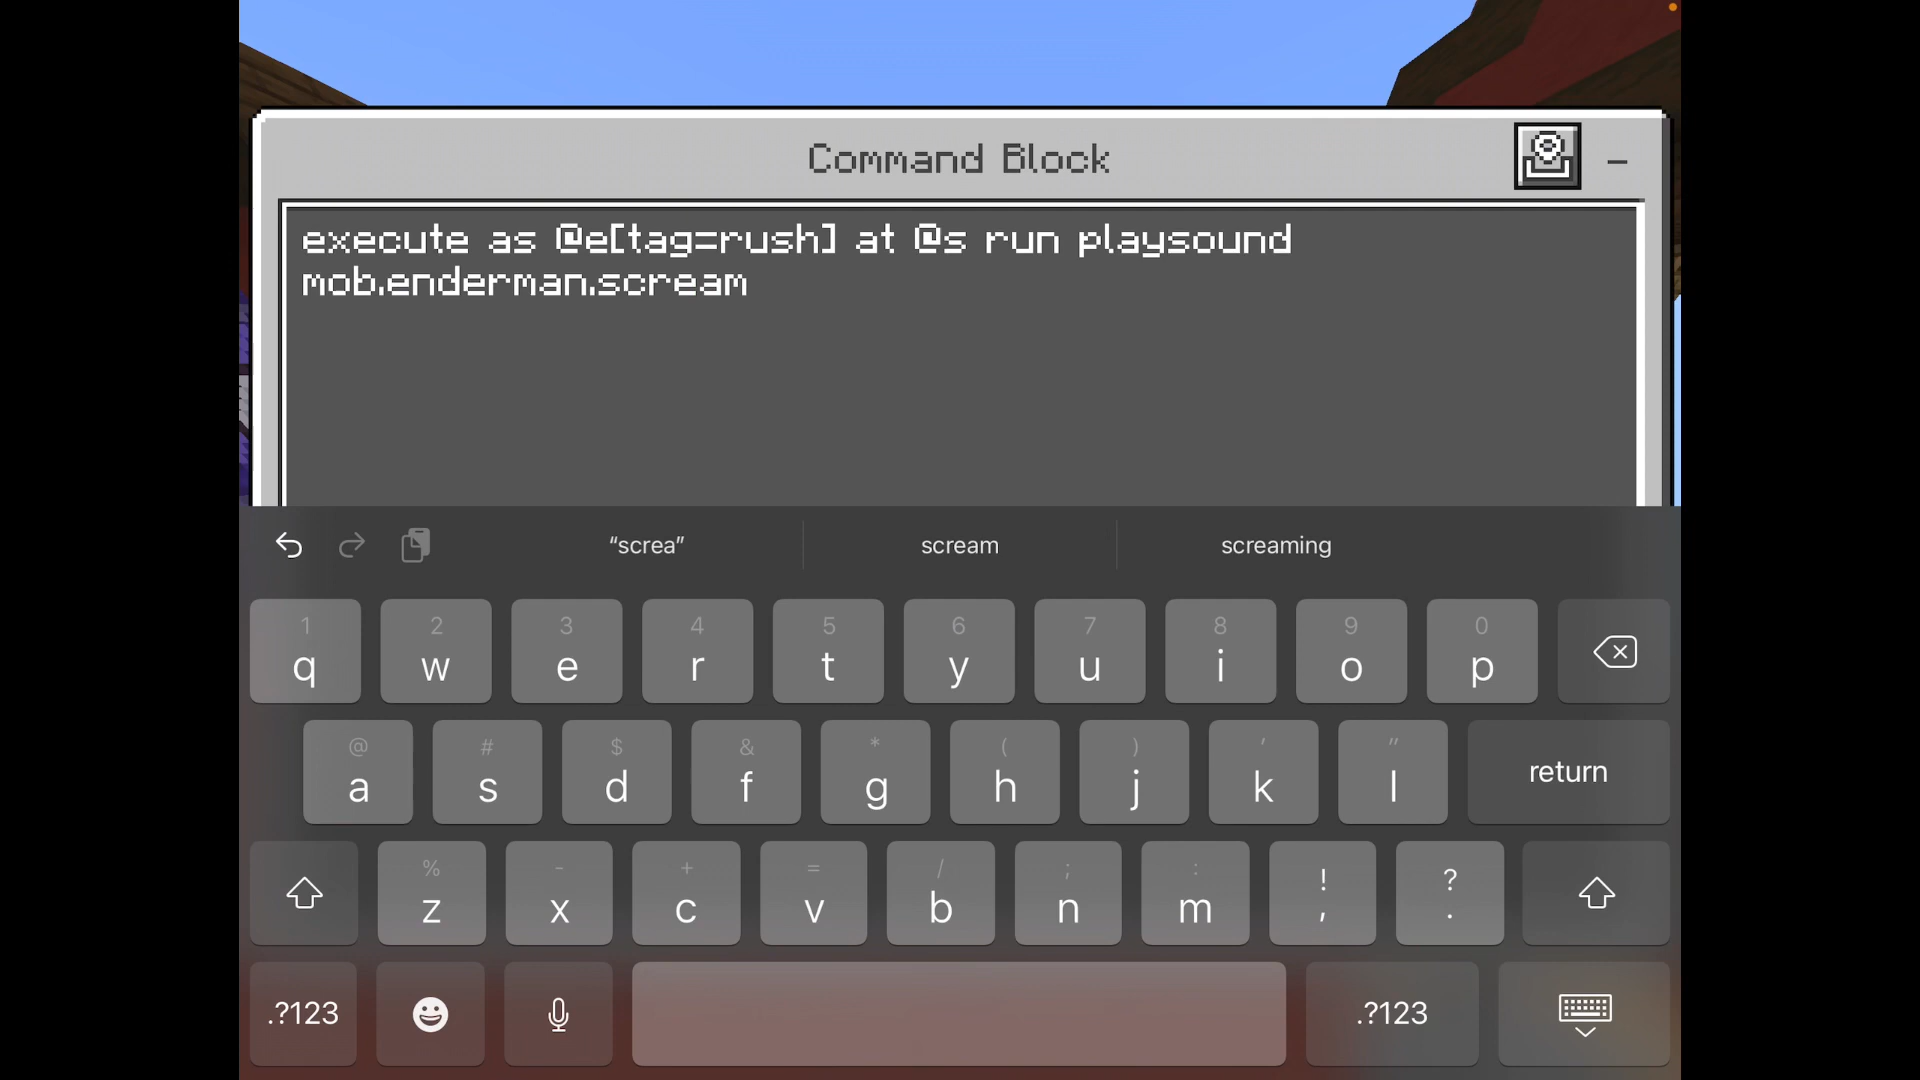 Command Block
execute as @e[tag=rush] at @s run playsound
mob.enderman.scream
“screa” scream screaming
1 2 3 4 5 6 7 8 9 0
q w e r t y u i o p
@ # $ & * ( ) ' "
a s d f g h j k l return
% - + = / ; : ! ?
z x c v b n m , .
.?123 .?123